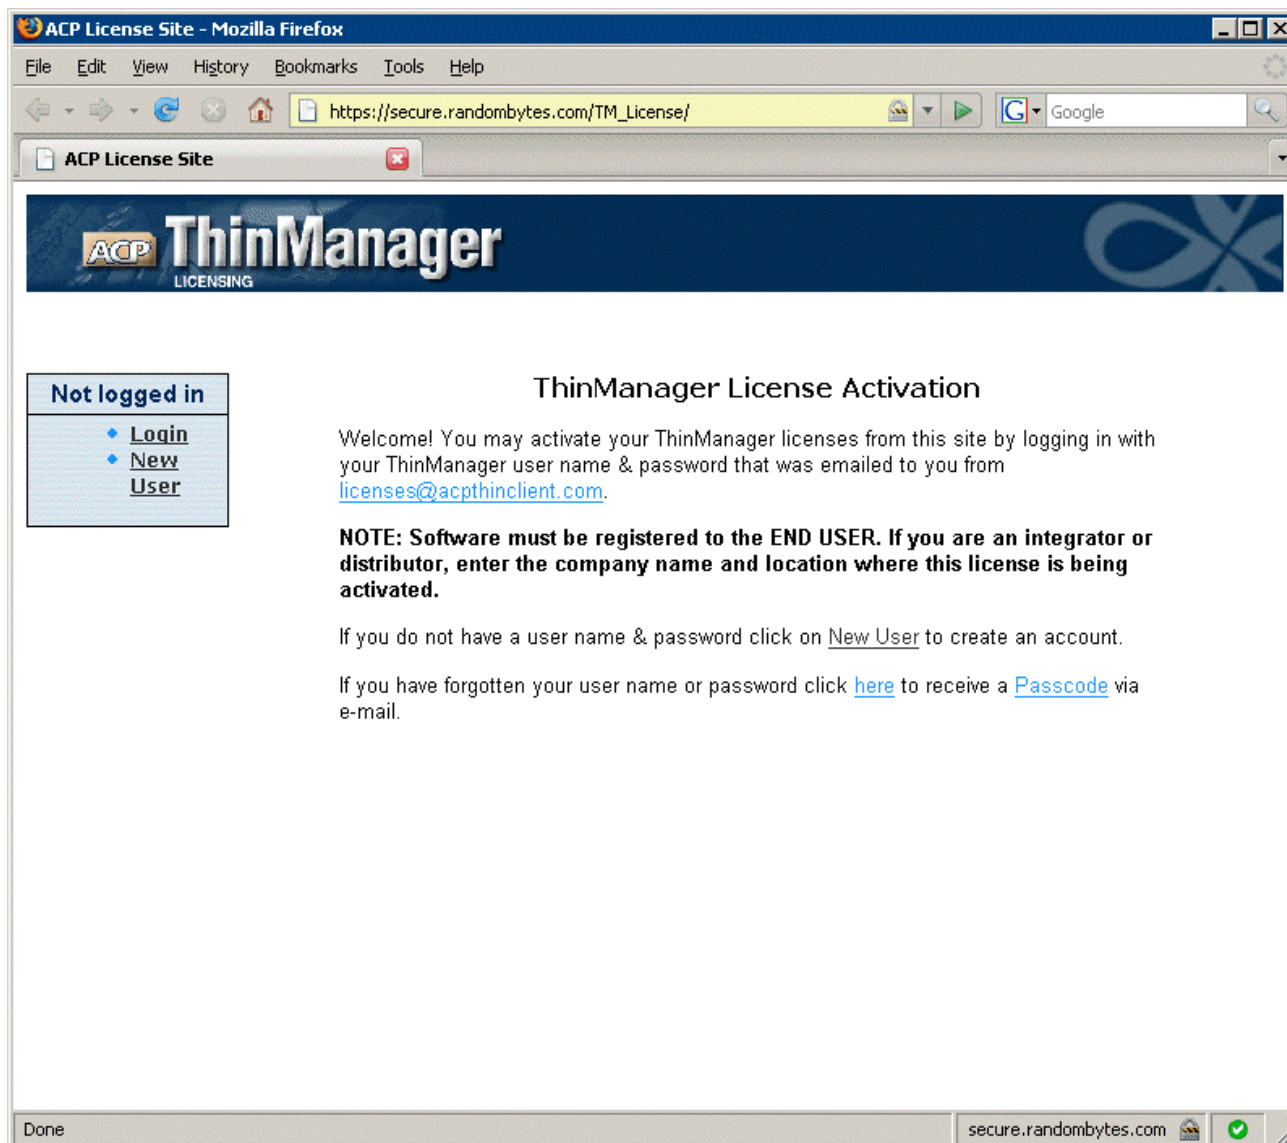 ACP License Site - Mozilla Firefox
File Edit View History Bookmarks Tools Help
https://secure.randombytes.com/TM_License/
G Google
ACP License Site
ACP ThinManager
LICENSING
Not logged in
Login
New
User
ThinManager License Activation
Welcome! You may activate your ThinManager licenses from this site by logging in with
your ThinManager user name & password that was emailed to you from
licenses@acpthinclient.com.
NOTE: Software must be registered to the END USER. If you are an integrator or
distributor, enter the company name and location where this license is being
activated.
If you do not have a user name & password click on New User to create an account.
If you have forgotten your user name or password click here to receive a Passcode via
e-mail.
Done
secure.randombytes.com